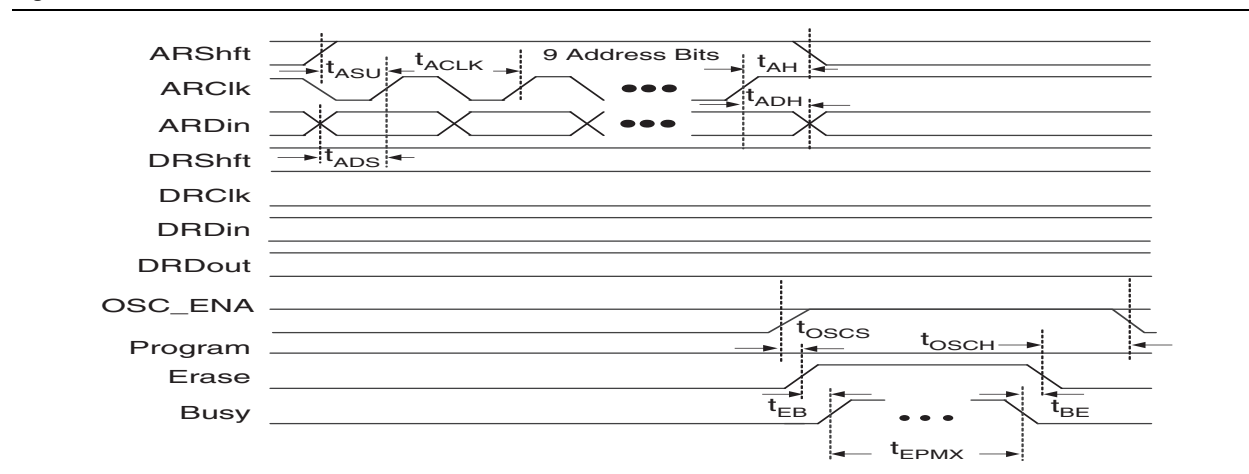 ARShft
9 Address Bits
tASU
tACLK
tAH
ARClk
tADH
ARDin
DRShft
tADS
DRClk
DRDin
DRDout
OSC_ENA
tOSCS
tOSCH
Program
Erase
tEB
tBE
Busy
tEPMX